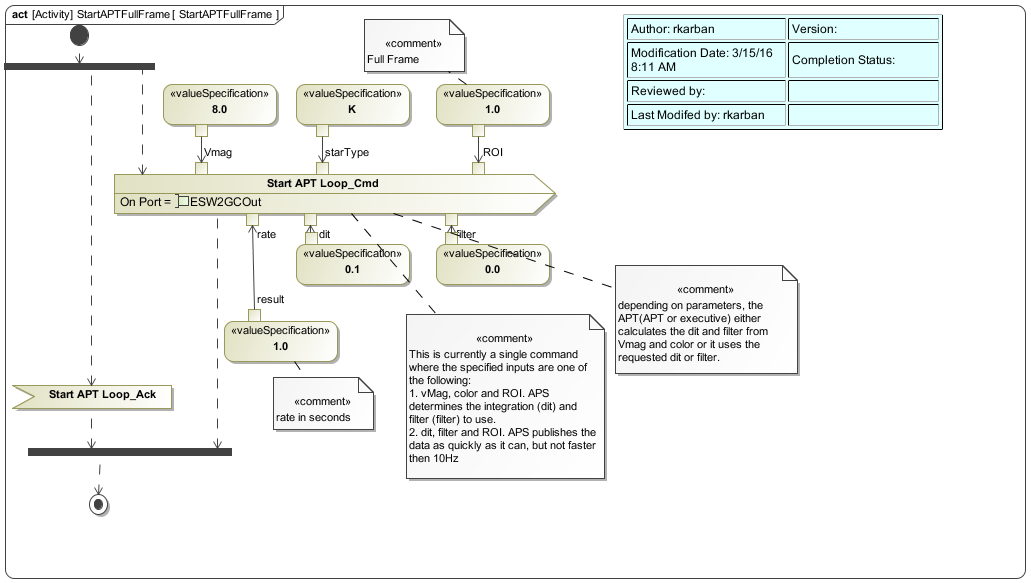 act [Activity] StartAPTFullFrame [ StartAPTFullFrame ]
Author: rkarban
Version:
Modification Date: 3/15/16
8:11 AM
Completion Status:
Reviewed by:
Last Modifed by: rkarban
«comment»
Full Frame
«valueSpecification»
8.0
«valueSpecification»
K
«valueSpecification»
1.0
Vmag
starType
ROI
Start APT Loop_Cmd
On Port = ESW2GCOut
rate
dit
filter
«valueSpecification»
0.1
«valueSpecification»
0.0
result
«valueSpecification»
1.0
«comment»
rate in seconds
«comment»
This is currently a single command
where the specified inputs are one of
the following:
1. vMag, color and ROI. APS
determines the integration (dit) and
filter (filter) to use.
2. dit, filter and ROI. APS publishes the
data as quickly as it can, but not faster
then 10Hz
«comment»
depending on parameters, the
APT(APT or executive) either
calculates the dit and filter from
Vmag and color or it uses the
requested dit or filter.
Start APT Loop_Ack